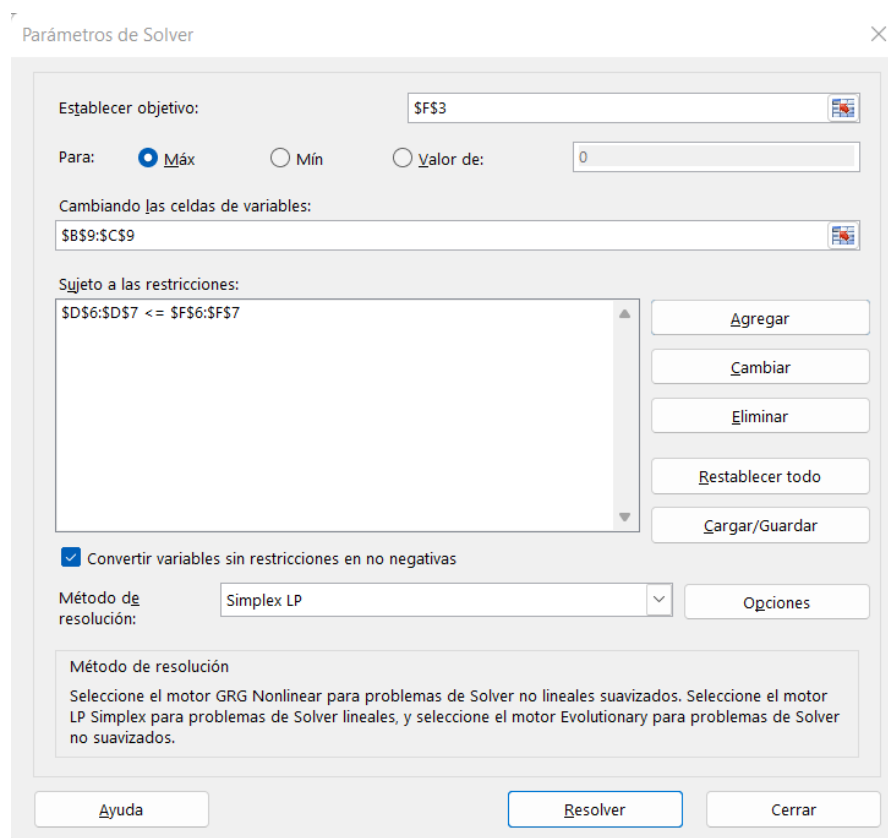 Parámetros de Solver
Establecer objetivo:
$F$3
Para:
Máx
Mín
Valor de:
0
Cambiando las celdas de variables:
$B$9:$C$9
Sujeto a las restricciones:
$D$6:$D$7 <= $F$6:$F$7
Agregar
Cambiar
Eliminar
Restablecer todo
Cargar/Guardar
Convertir variables sin restricciones en no negativas
Método de
resolución:
Simplex LP
Opciones
Método de resolución
Seleccione el motor GRG Nonlinear para problemas de Solver no lineales suavizados. Seleccione el motor
LP Simplex para problemas de Solver lineales, y seleccione el motor Evolutionary para problemas de Solver
no suavizados.
Ayuda
Resolver
Cerrar